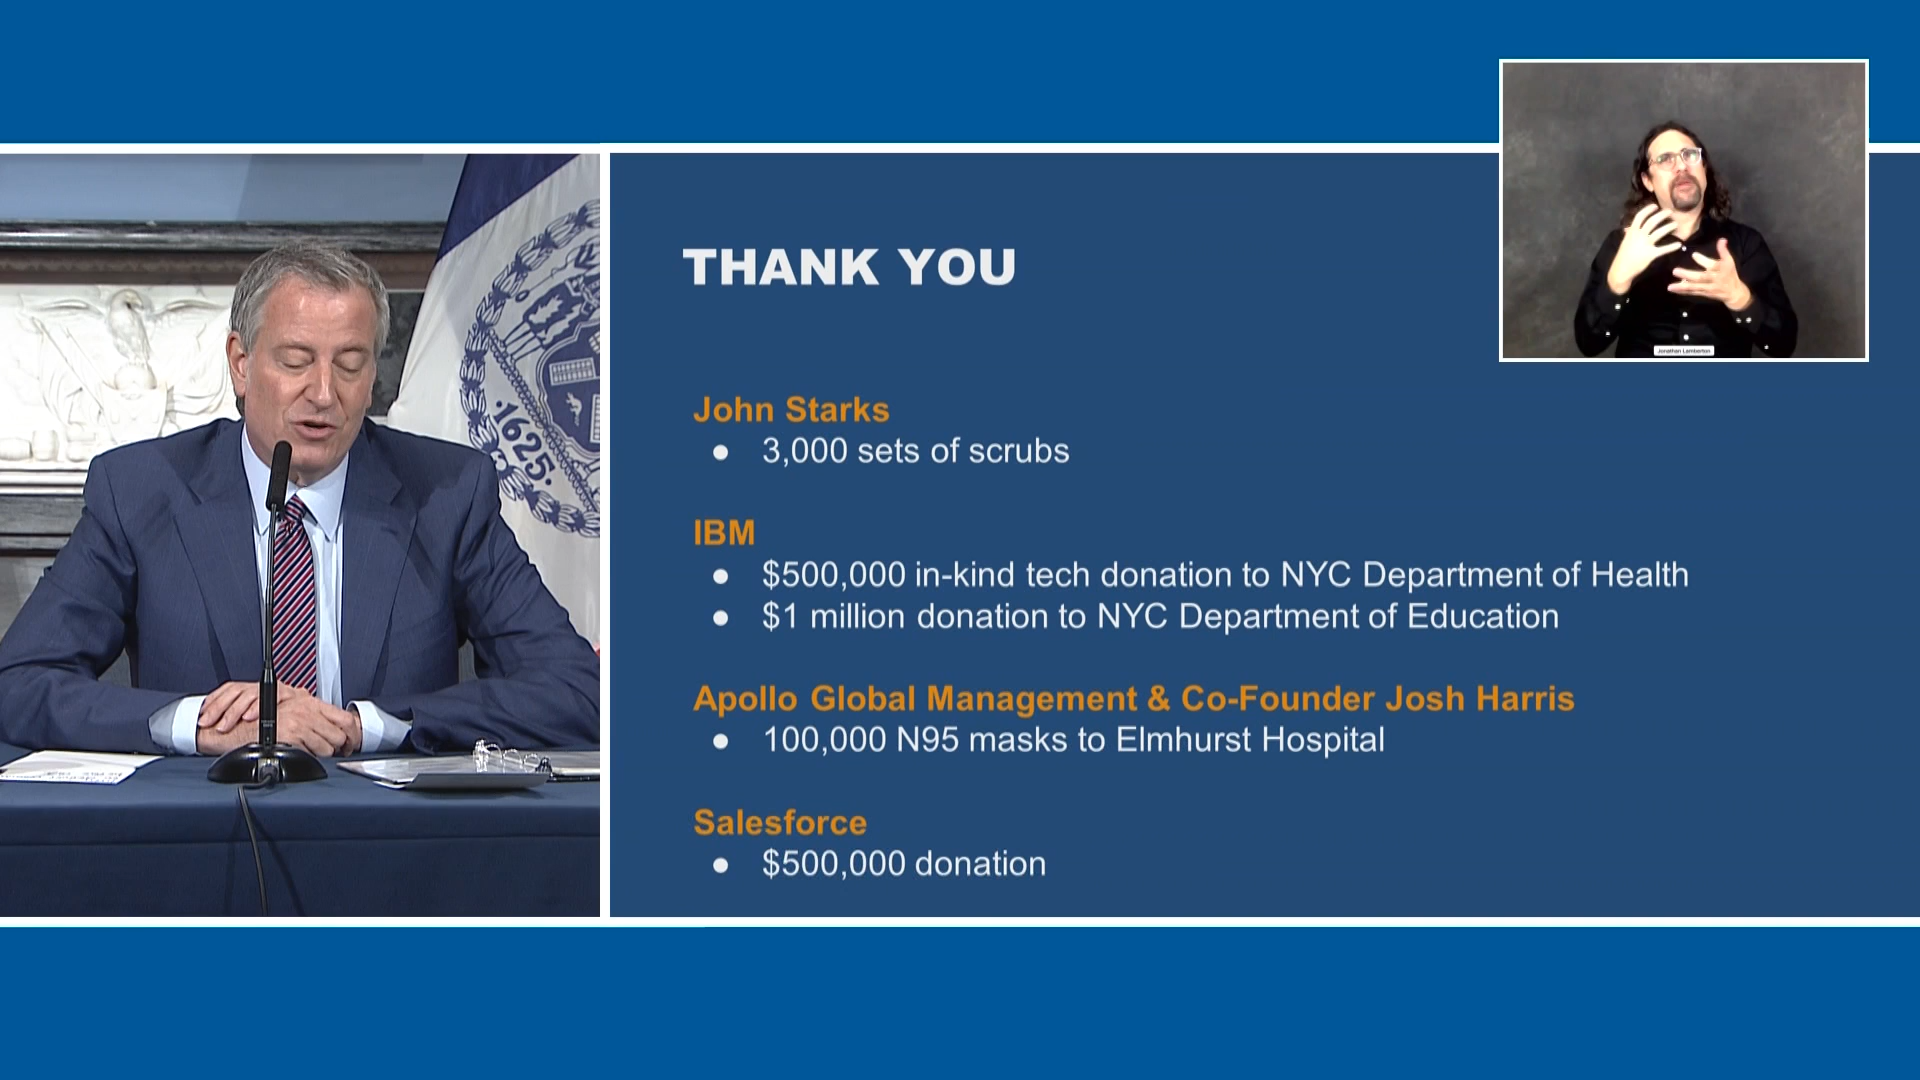 THANK YOU
John Starks
● 3,000 sets of scrubs
IBM
● $500,000 in-kind tech donation to NYC Department of Health
● $1 million donation to NYC Department of Education
Apollo Global Management & Co-Founder Josh Harris
● 100,000 N95 masks to Elmhurst Hospital
Salesforce
● $500,000 donation
Jonathan Lamberton
·1625·